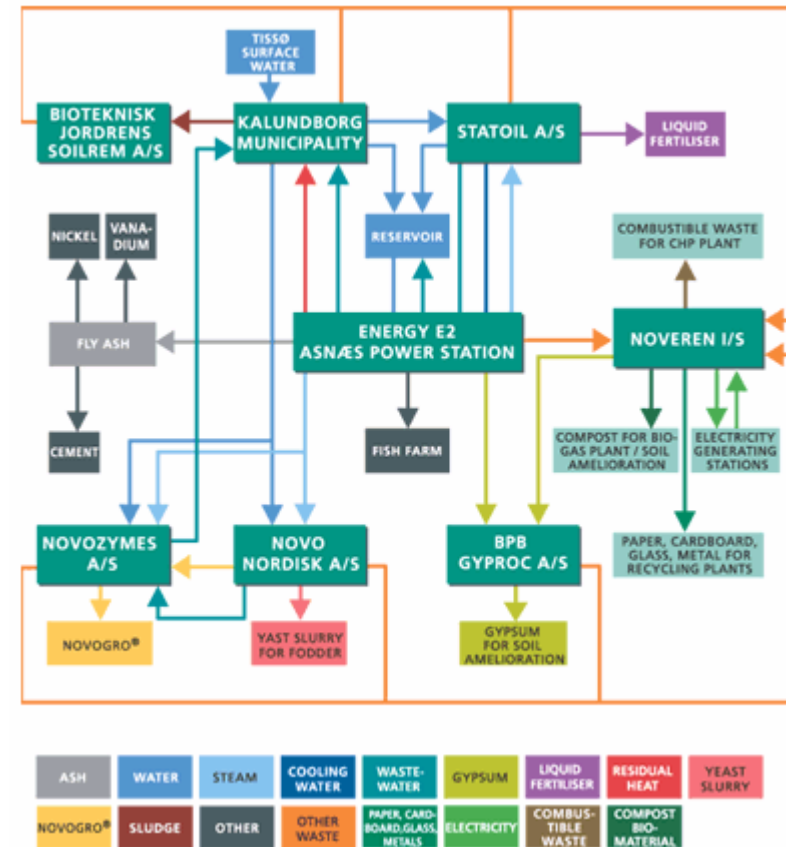 TISSØ
SURFACE
WATER
BIOTEKNISK
JORDRENS
SOILREM A/S
KALUNDBORG
MUNICIPALITY
STATOIL A/S
LIQUID
FERTILISER
NICKEL
VANA-
DIUM
RESERVOIR
COMBUSTIBLE WASTE
FOR CHP PLANT
FLY ASH
ENERGY E2
ASNÆS POWER STATION
NOVEREN I/S
CEMENT
FISH FARM
COMPOST FOR BIO-
GAS PLANT / SOIL
AMELIORATION
ELECTRICITY
GENERATING
STATIONS
NOVOZYMES
A/S
NOVO
NORDISK A/S
BPB
GYPROC A/S
PAPER, CARDBOARD,
GLASS, METAL FOR
RECYCLING PLANTS
NOVOGRO®
YAST SLURRY
FOR FODDER
GYPSUM
FOR SOIL
AMELIORATION
ASH
WATER
STEAM
COOLING
WATER
WASTE-
WATER
GYPSUM
LIQUID
FERTILISER
RESIDUAL
HEAT
YEAST
SLURRY
NOVOGRO®
SLUDGE
OTHER
OTHER
WASTE
PAPER, CARD-
BOARD,GLASS,
METALS
ELECTRICITY
COMBUS-
TIBLE
WASTE
COMPOST
BIO-
MATERIAL